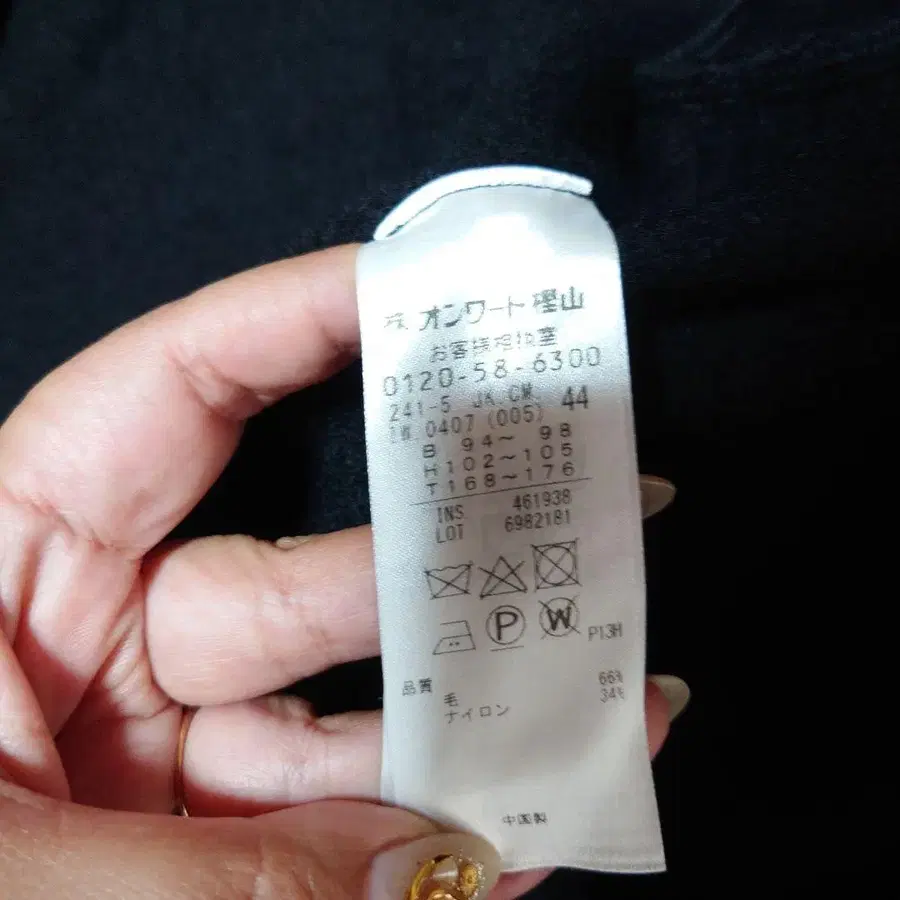 ㈱ オンワード樫山
お客様相談室
0120-58-6300
241-5 JK CM. 44
0407 (005)
B 94～ 98
H102～105
T168～176
INS 461938
LOT 6982181
P
W
P13H
品質
毛 66%
ナイロン 34%
中国製